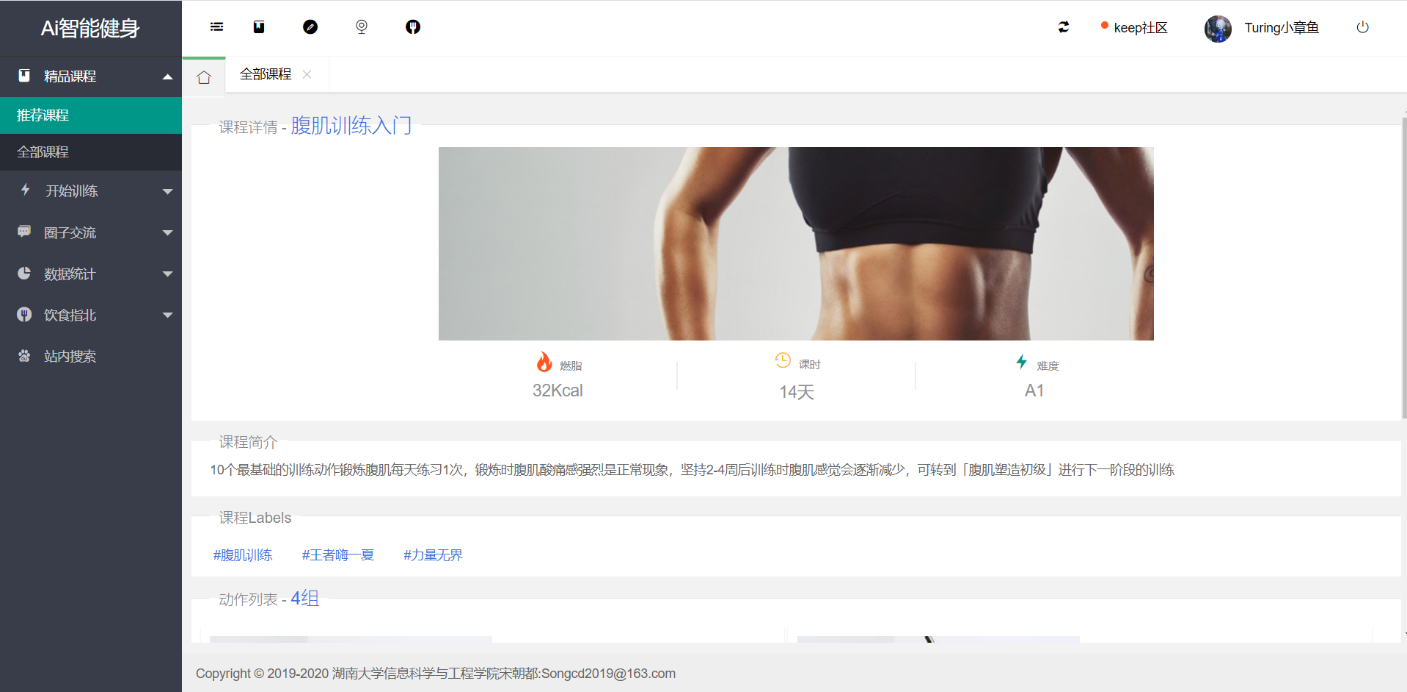 Ai智能健身
keep社区
Turing小章鱼
精品课程
推荐课程
全部课程
开始训练
圈子交流
数据统计
饮食指北
站内搜索
全部课程
课程详情 - 腹肌训练入门
燃脂
课时
难度
32Kcal
14天
A1
课程简介
10个最基础的训练动作锻炼腹肌每天练习1次，锻炼时腹肌酸痛感强烈是正常现象，坚持2-4周后训练时腹肌感觉会逐渐减少，可转到「腹肌塑造初级」进行下一阶段的训练
课程Labels
#腹肌训练 #王者嗨一夏 #力量无界
动作列表 - 4组
Copyright © 2019-2020 湖南大学信息科学与工程学院宋朝都:Songcd2019@163.com